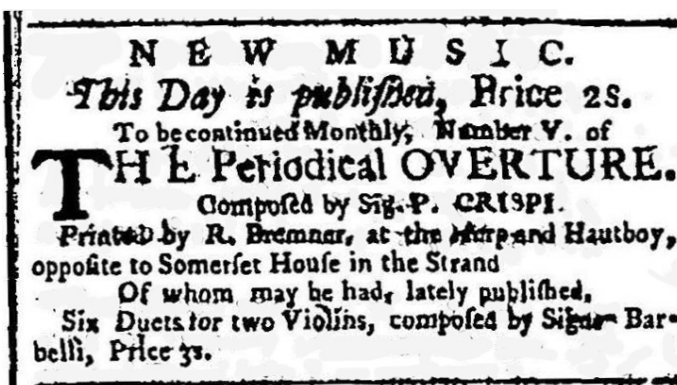 NEW MUSIC.
This Day is publiſhed, Price 2s.
To be continued Monthly, Number V. of
THE Periodical OVERTURE.
Compoſed by Sig. P. CRISPI.
Printed by R. Bremner, at the Harp and Hautboy,
oppoſite to Somerſet Houſe in the Strand
Of whom may be had, lately publiſhed,
Six Duets for two Violins, compoſed by Signor Bar-
belli, Price 3s.